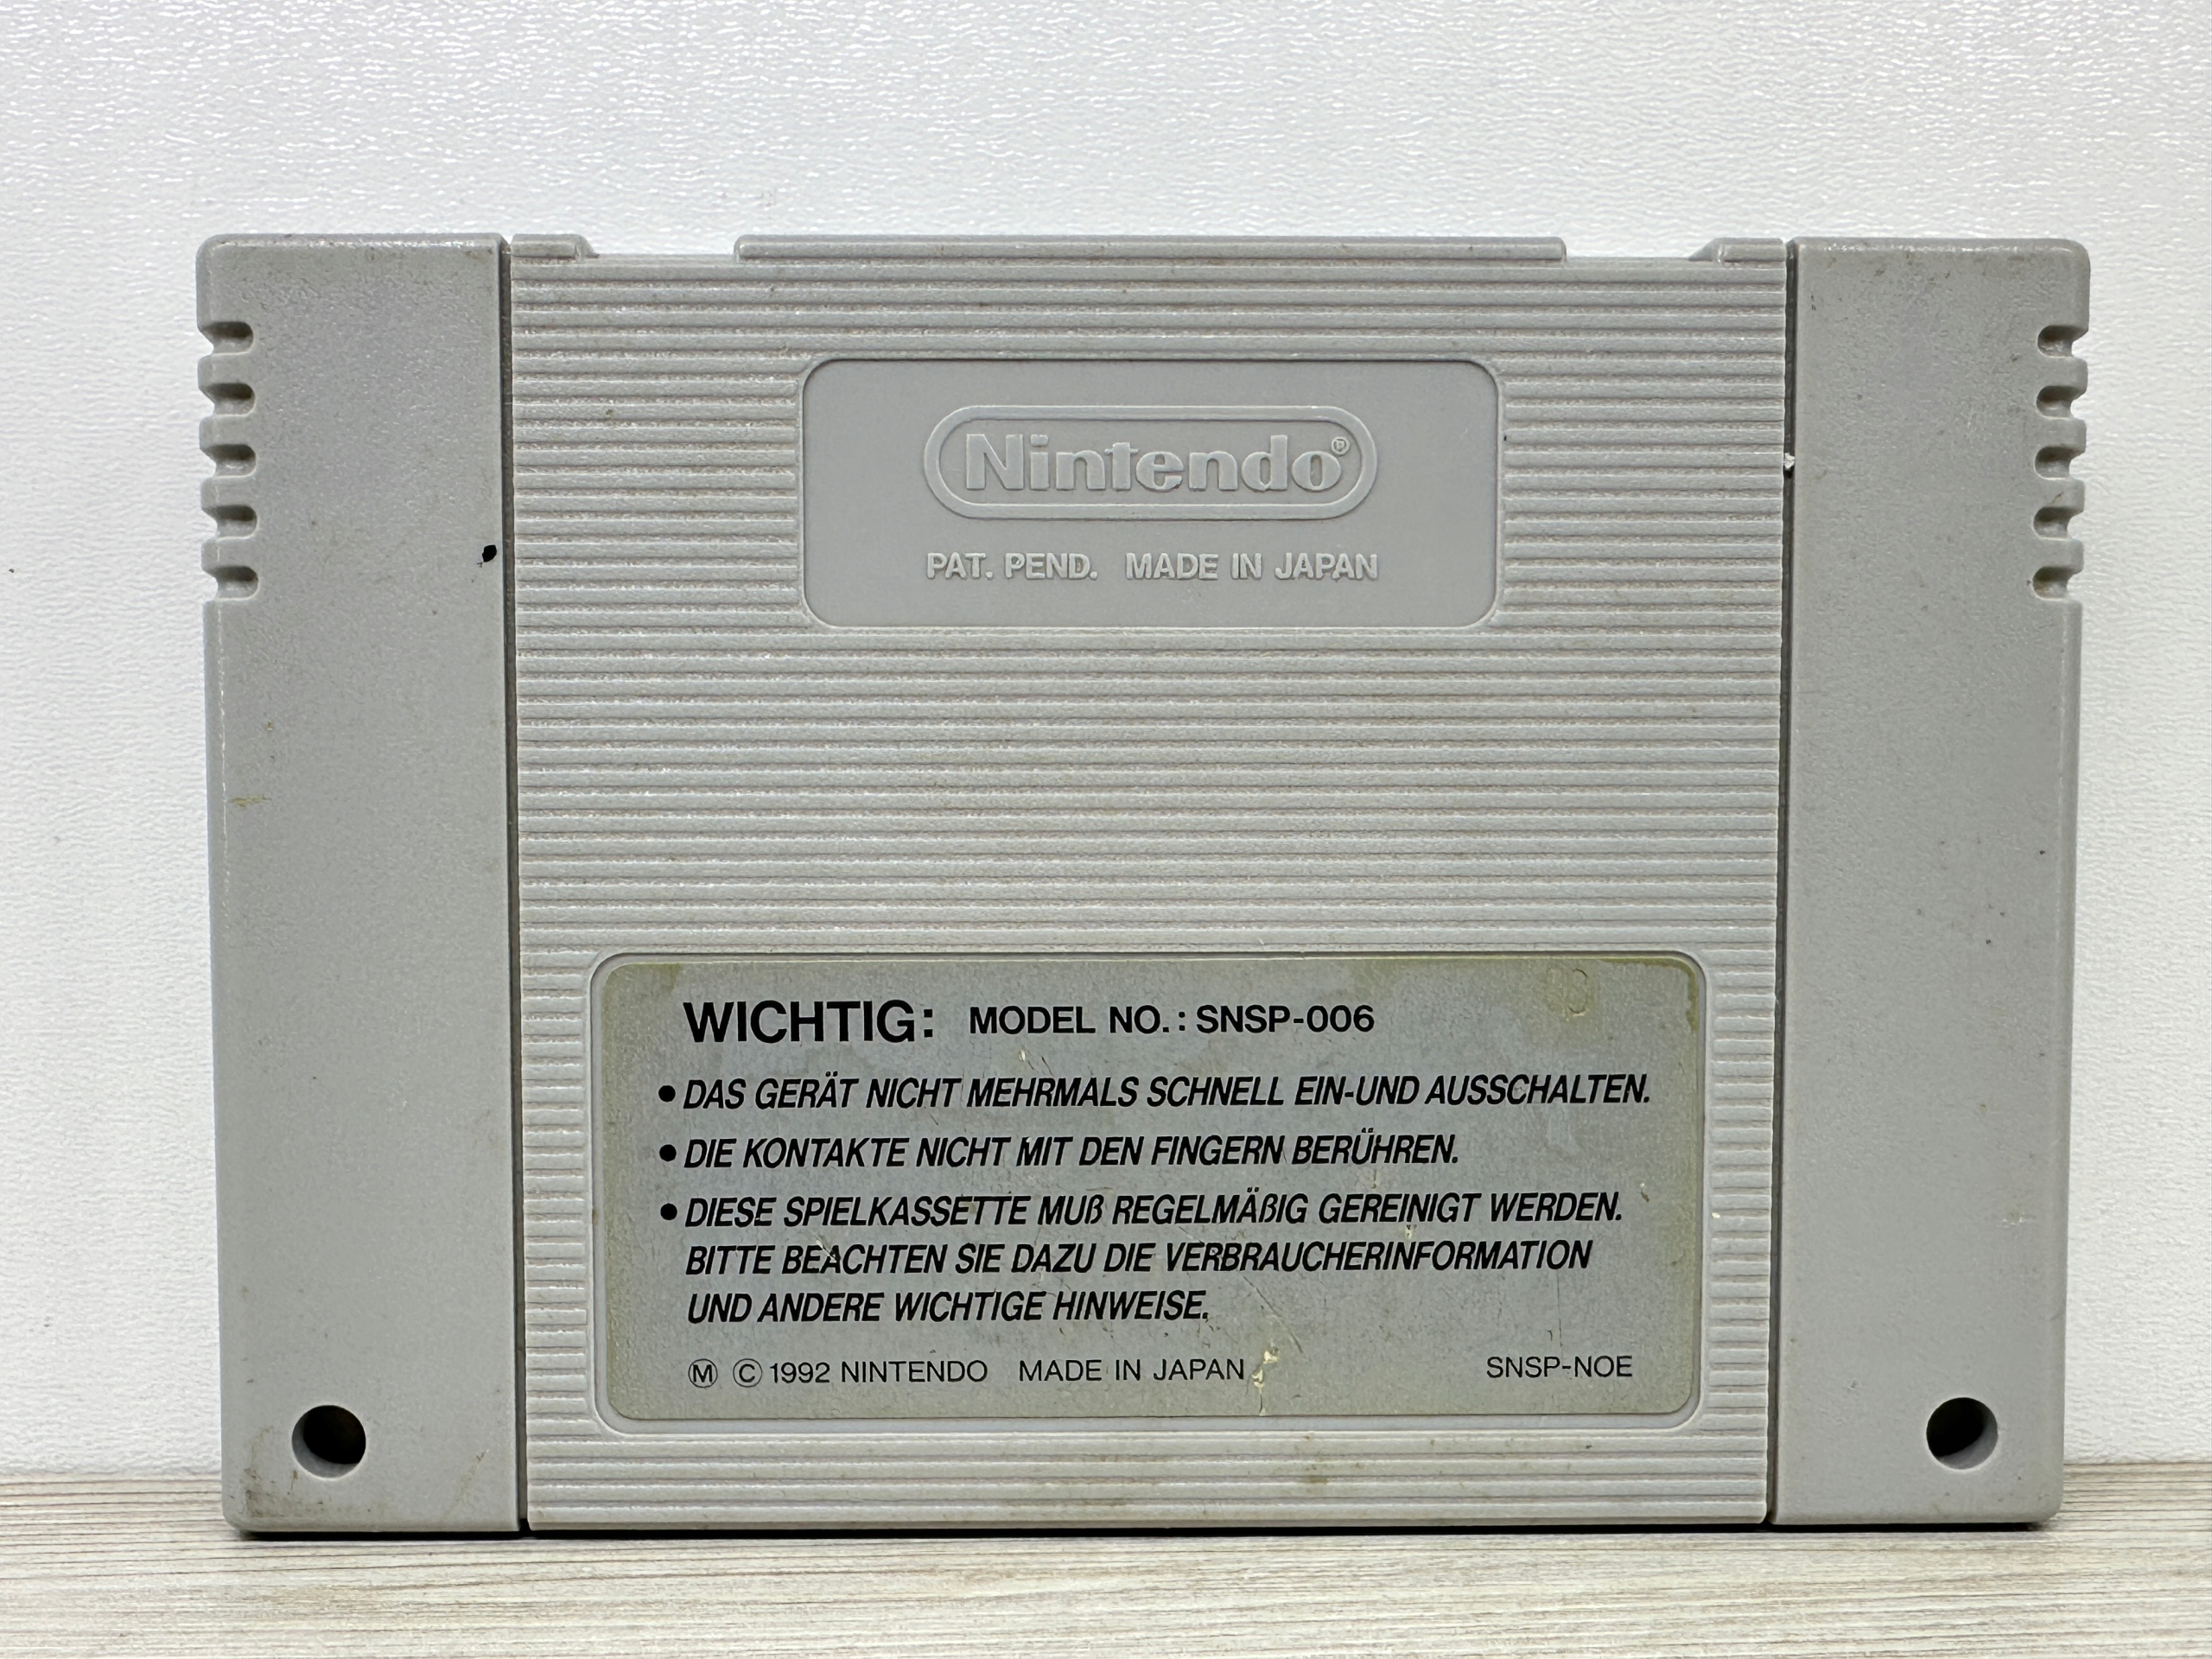 Nintendo®
PAT. PEND. MADE IN JAPAN
WICHTIG: MODEL NO.: SNSP-006
• DAS GERÄT NICHT MEHRMALS SCHNELL EIN-UND AUSSCHALTEN.
• DIE KONTAKTE NICHT MIT DEN FINGERN BERÜHREN.
• DIESE SPIELKASSETTE MUß REGELMÄßIG GEREINIGT WERDEN.
BITTE BEACHTEN SIE DAZU DIE VERBRAUCHERINFORMATION
UND ANDERE WICHTIGE HINWEISE.
Ⓜ © 1992 NINTENDO MADE IN JAPAN SNSP-NOE